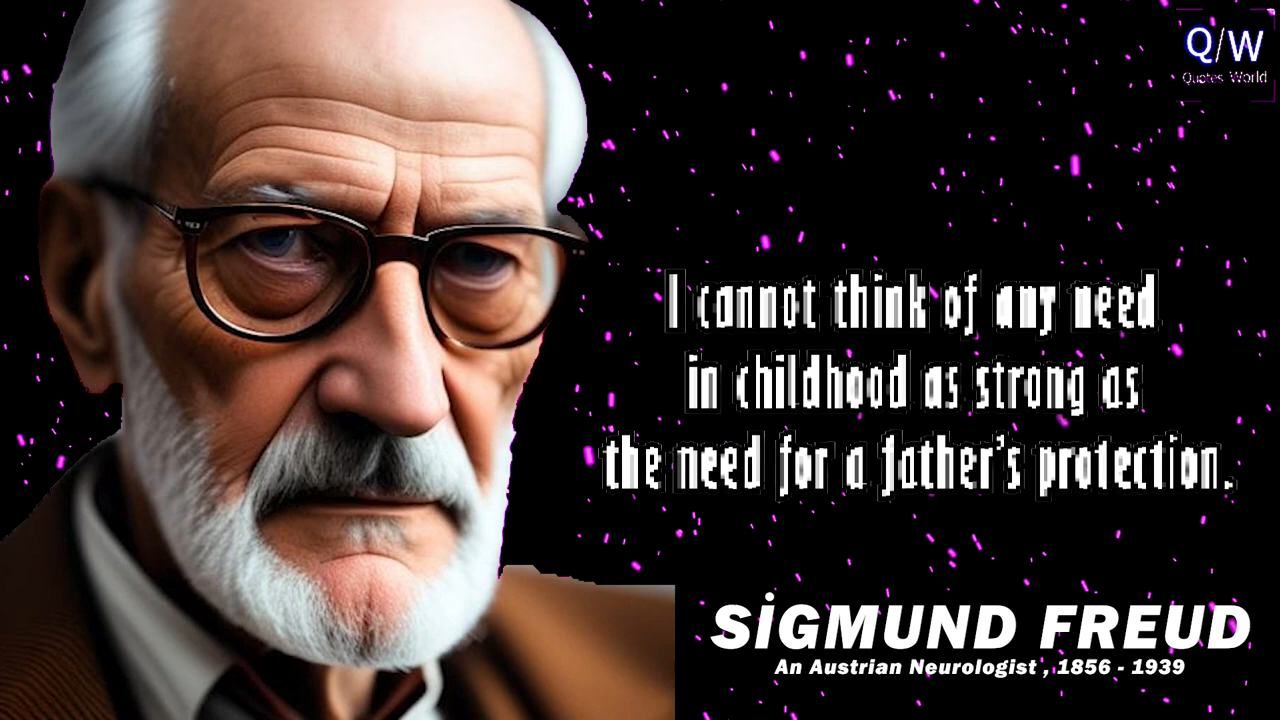 Q/W
Quotes World
I cannot think of any need
in childhood as strong as
the need for a father's protection.
SİGMUND FREUD
An Austrian Neurologist , 1856 - 1939